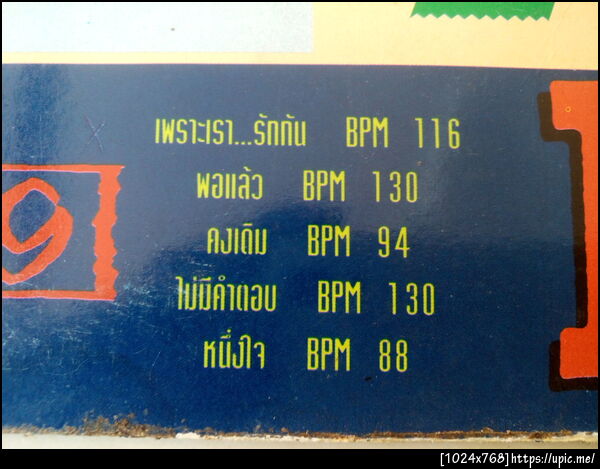 เพราะเรา...รักกัน BPM 116
พอแล้ว BPM 130
9
คงเดิม BPM 94
ไม่มีคำตอบ BPM 130
หนึ่งใจ BPM 88
[1024x768]https://upic.me/